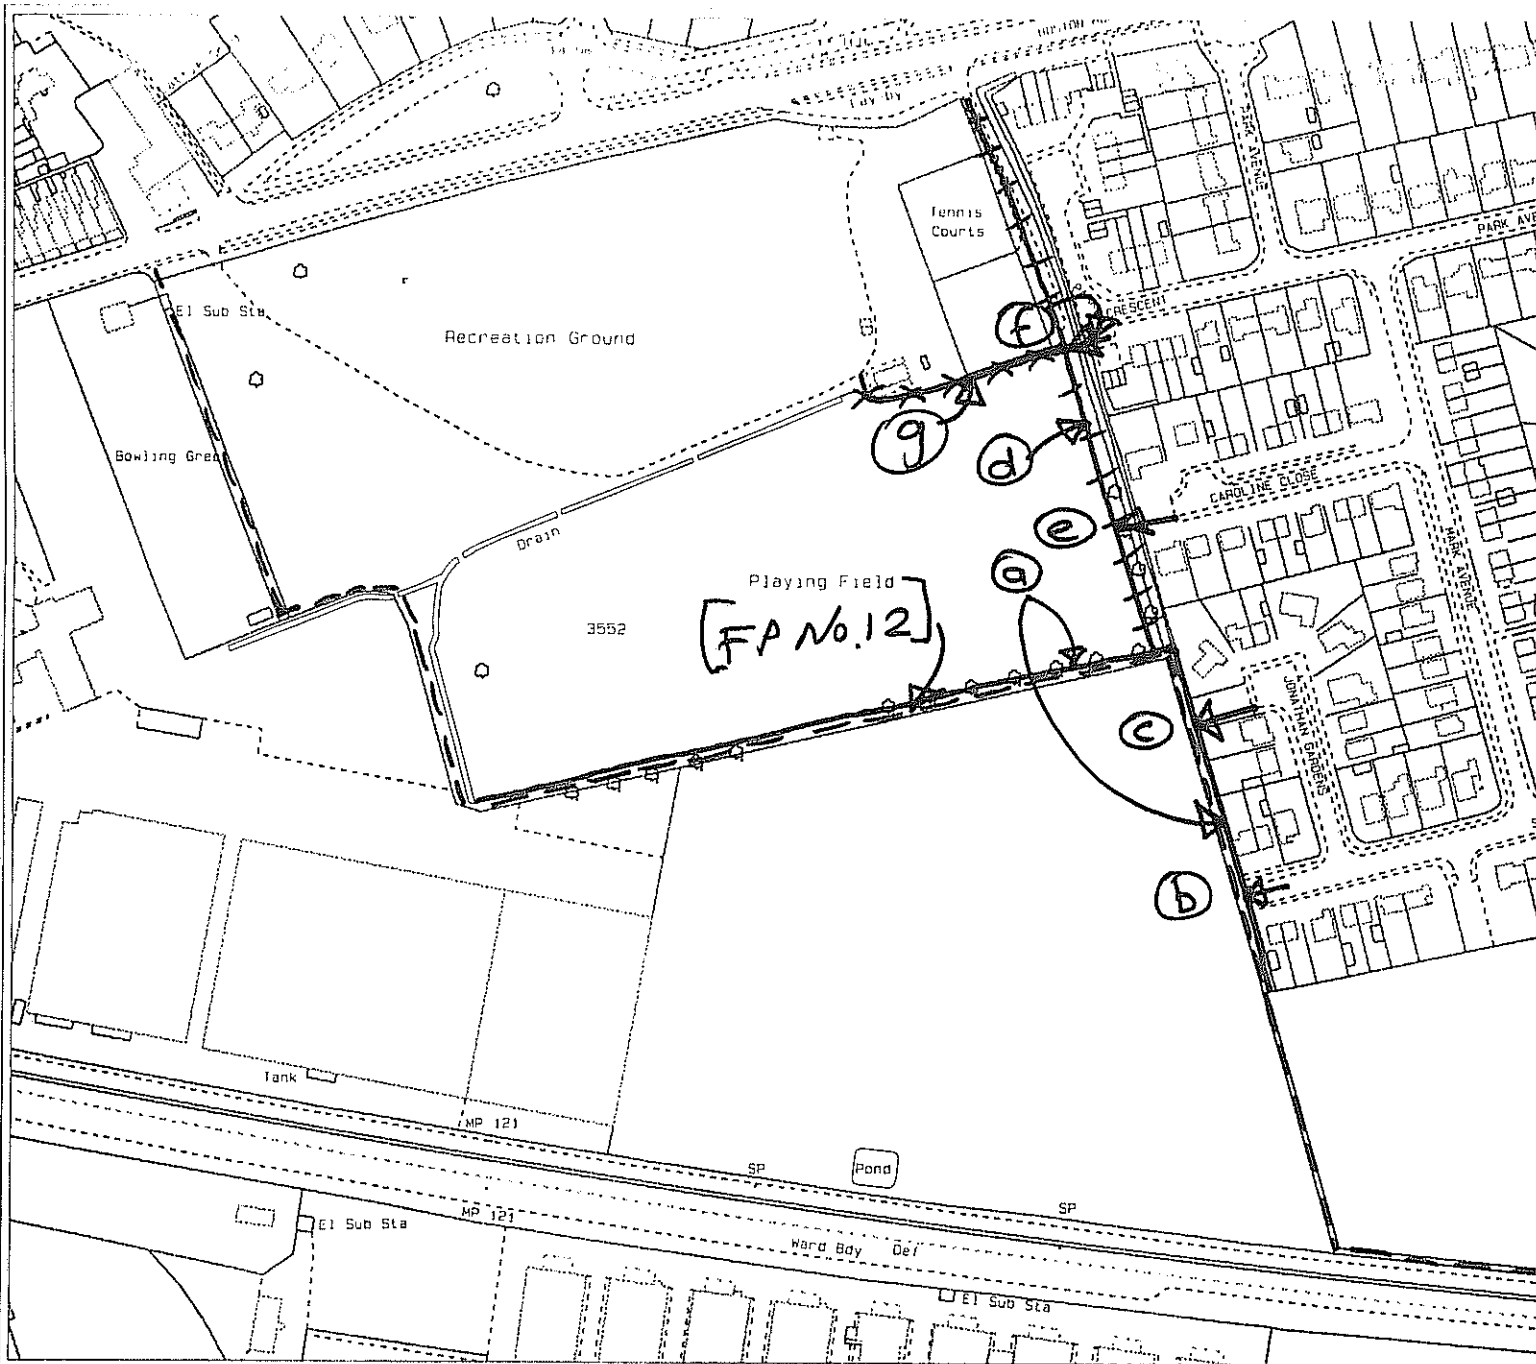 Lay By
PARK AVENUE
PARK AVE
Tennis
Courts
El Sub Sta
Recreation Ground
CRESCENT
f
Bowling Gree
g
d
CAROLINE CLOSE
Drain
e
MARK AVENUE
a
Playing Field
3552
[FP No.12]
JONATHAN GARDENS
c
b
Tank
MP 121
SP
Pond
SP
El Sub Sta
MP 121
Ward Bdy Def
El Sub Sta